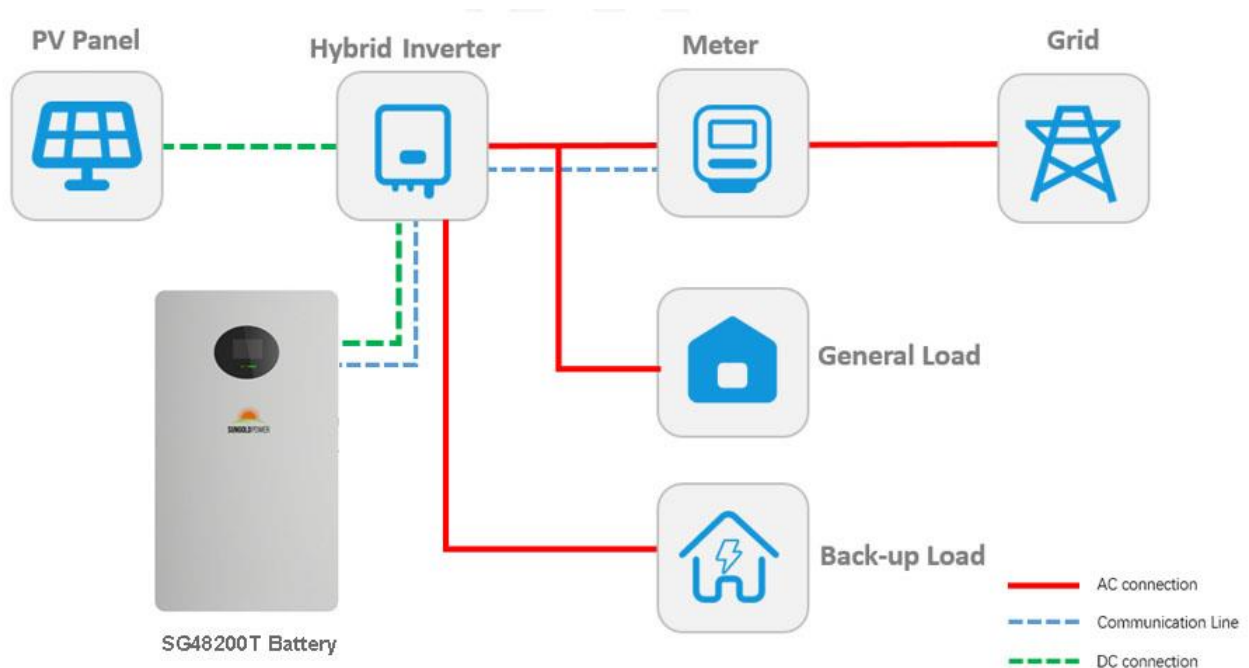 PV Panel
Hybrid Inverter
Meter
Grid
General Load
SUNGOLDPOWER
Back-up Load
SG48200T Battery
AC connection
Communication Line
DC connection